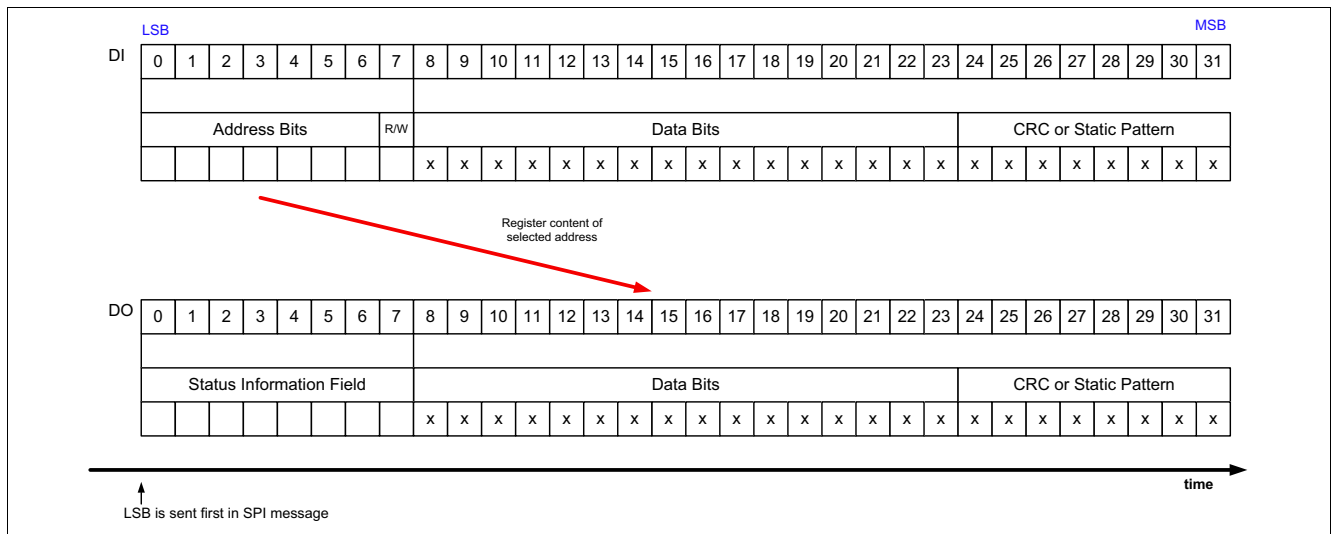 LSB MSB
DI 0 1 2 3 4 5 6 7 8 9 10 11 12 13 14 15 16 17 18 19 20 21 22 23 24 25 26 27 28 29 30 31
Address Bits R/W Data Bits CRC or Static Pattern
x x x x x x x x x x x x x x x x x x x x x x x x
Register content of
selected address
DO 0 1 2 3 4 5 6 7 8 9 10 11 12 13 14 15 16 17 18 19 20 21 22 23 24 25 26 27 28 29 30 31
Status Information Field Data Bits CRC or Static Pattern
x x x x x x x x x x x x x x x x x x x x x x x x
time
LSB is sent first in SPI message